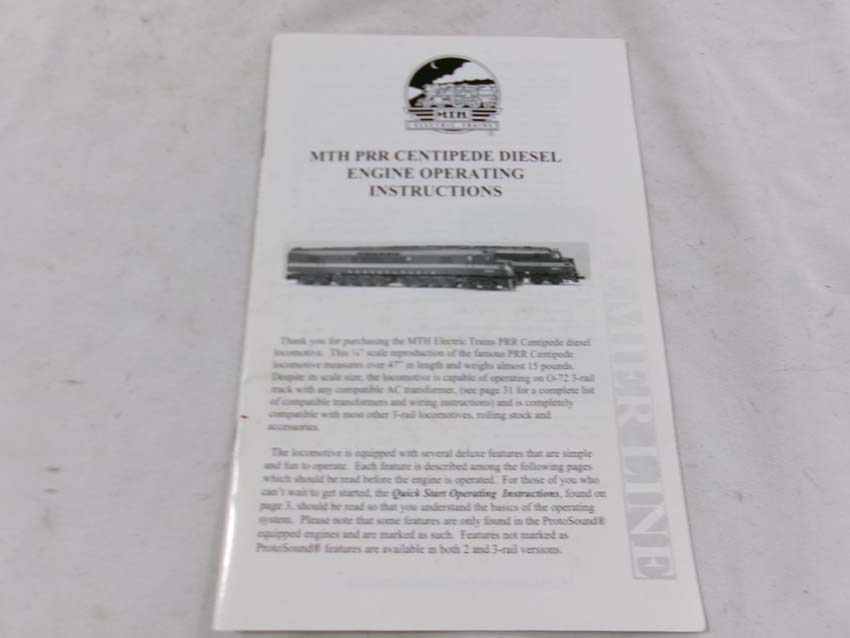 M.T.H.
ELECTRIC TRAINS
MTH PRR CENTIPEDE DIESEL
ENGINE OPERATING
INSTRUCTIONS
Thank you for purchasing the MTH Electric Trains PRR Centipede diesel
locomotive. This ¼" scale reproduction of the famous PRR Centipede
locomotive measures over 47" in length and weighs almost 15 pounds.
Despite its scale size, the locomotive is capable of operating on O-72 3-rail
track with any compatible AC transformer, (see page 31 for a complete list
of compatible transformers and wiring instructions) and is completely
compatible with most other 3-rail locomotives, rolling stock and
accessories.
The locomotive is equipped with several deluxe features that are simple
and fun to operate. Each feature is described among the following pages
which should be read before the engine is operated. For those of you who
can't wait to get started, the Quick Start Operating Instructions, found on
page 3, should be read so that you understand the basics of the operating
system. Please note that some features are only found in the ProtoSound®
equipped engines and are marked as such. Features not marked as
ProtoSound® features are available in both 2 and 3-rail versions.
MIER LINE